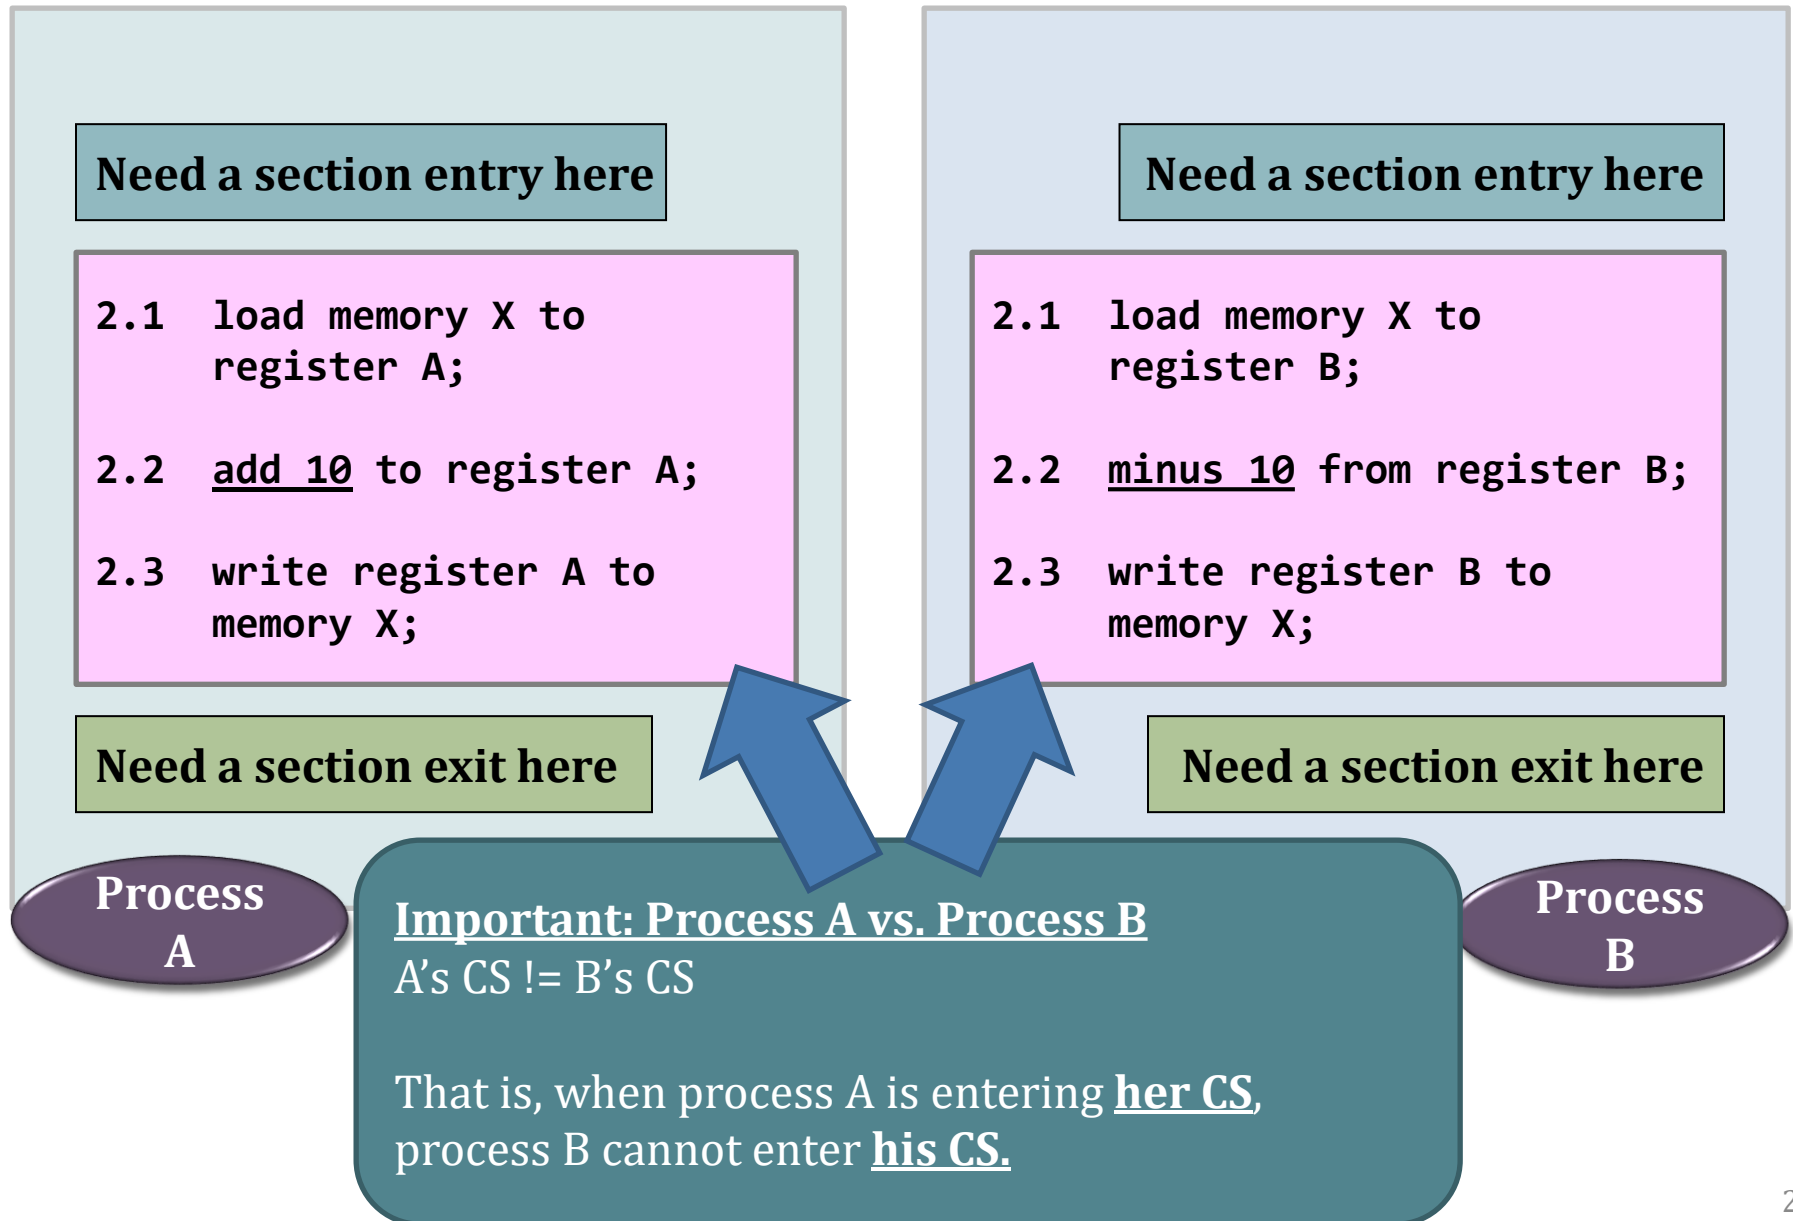 Need a section entry here
2.1 load memory X to
register A;
2.2 add 10 to register A;
2.3 write register A to
memory X;
Need a section exit here
Process
A
Need a section entry here
2.1 load memory X to
register B;
2.2 minus 10 from register B;
2.3 write register B to
memory X;
Need a section exit here
Process
B
Important: Process A vs. Process B
A’s CS != B’s CS
That is, when process A is entering her CS,
process B cannot enter his CS.
2